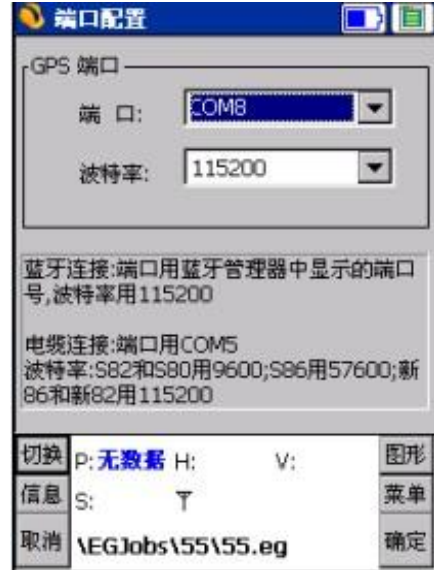 端口配置
GPS 端口
端 口: COM8
波特率: 115200
蓝牙连接:端口用蓝牙管理器中显示的端口
号,波特率用115200
电缆连接:端口用COM5
波特率:S82和S80用9600;S86用57600;新
86和新82用115200
切换 P:无数据 H: V: 图形
信息 S: 菜单
取消 \EGJobs\55\55.eg 确定